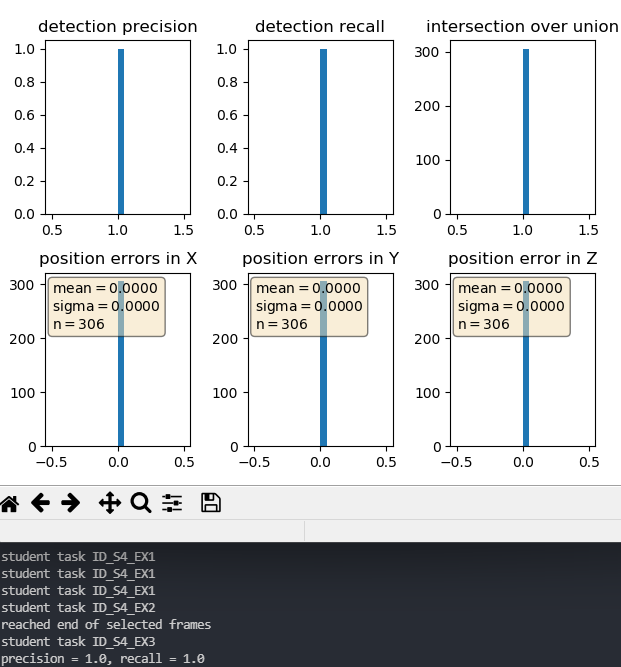 detection precision
detection recall
intersection over union
1.0
0.8
0.6
0.4
0.2
0.0
0.5
1.0
1.5
1.0
0.8
0.6
0.4
0.2
0.0
0.5
1.0
1.5
300
200
100
0
0.5
1.0
1.5
position errors in X
position errors in Y
position error in Z
300
200
100
0
mean = 0.0000
sigma = 0.0000
n = 306
−0.5
0.0
0.5
300
200
100
0
mean = 0.0000
sigma = 0.0000
n = 306
−0.5
0.0
0.5
300
200
100
0
mean = 0.0000
sigma = 0.0000
n = 306
−0.5
0.0
0.5
student task ID_S4_EX1
student task ID_S4_EX1
student task ID_S4_EX1
student task ID_S4_EX2
reached end of selected frames
student task ID_S4_EX3
precision = 1.0, recall = 1.0